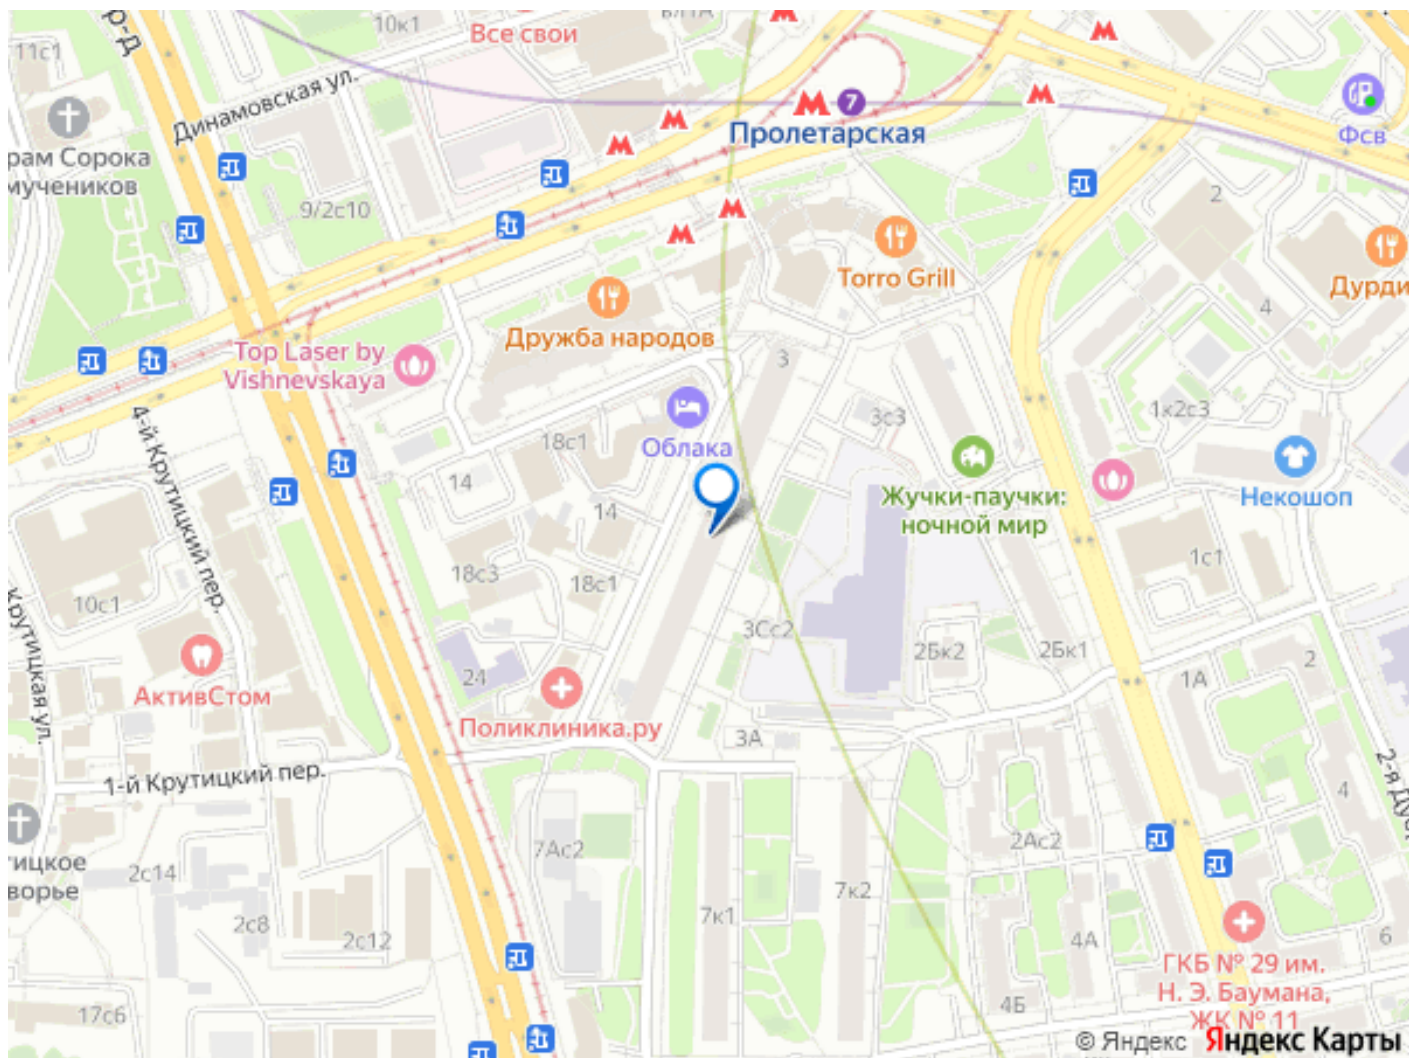 10к1
Все свои
11с1
Динамовская ул.
7
Пролетарская
Фсв
рам Сорока
мучеников
9/2с10
2
Torro Grill
4
Дурди
Дружба народов
Top Laser by
Vishnevskaya
3
4-й Крутицкий пер.
3с3
1к2с3
18с1
Облака
14
14
Жучки-паучки:
ночной мир
Некошоп
18с3
18с1
1с1
10с1
3Сс2
2Бк2
2Бк1
2
24
1А
АктивСтом
Поликлиника.ру
3А
1-й Крутицкий пер.
4
тицкое
ворье
2с14
7Ас2
2Ас2
7к2
7к1
2с8
2с12
4А
6
ГКБ № 29 им.
Н. Э. Баумана,
ЖК № 11
4Б
17с6
© Яндекс Яндекс Карты